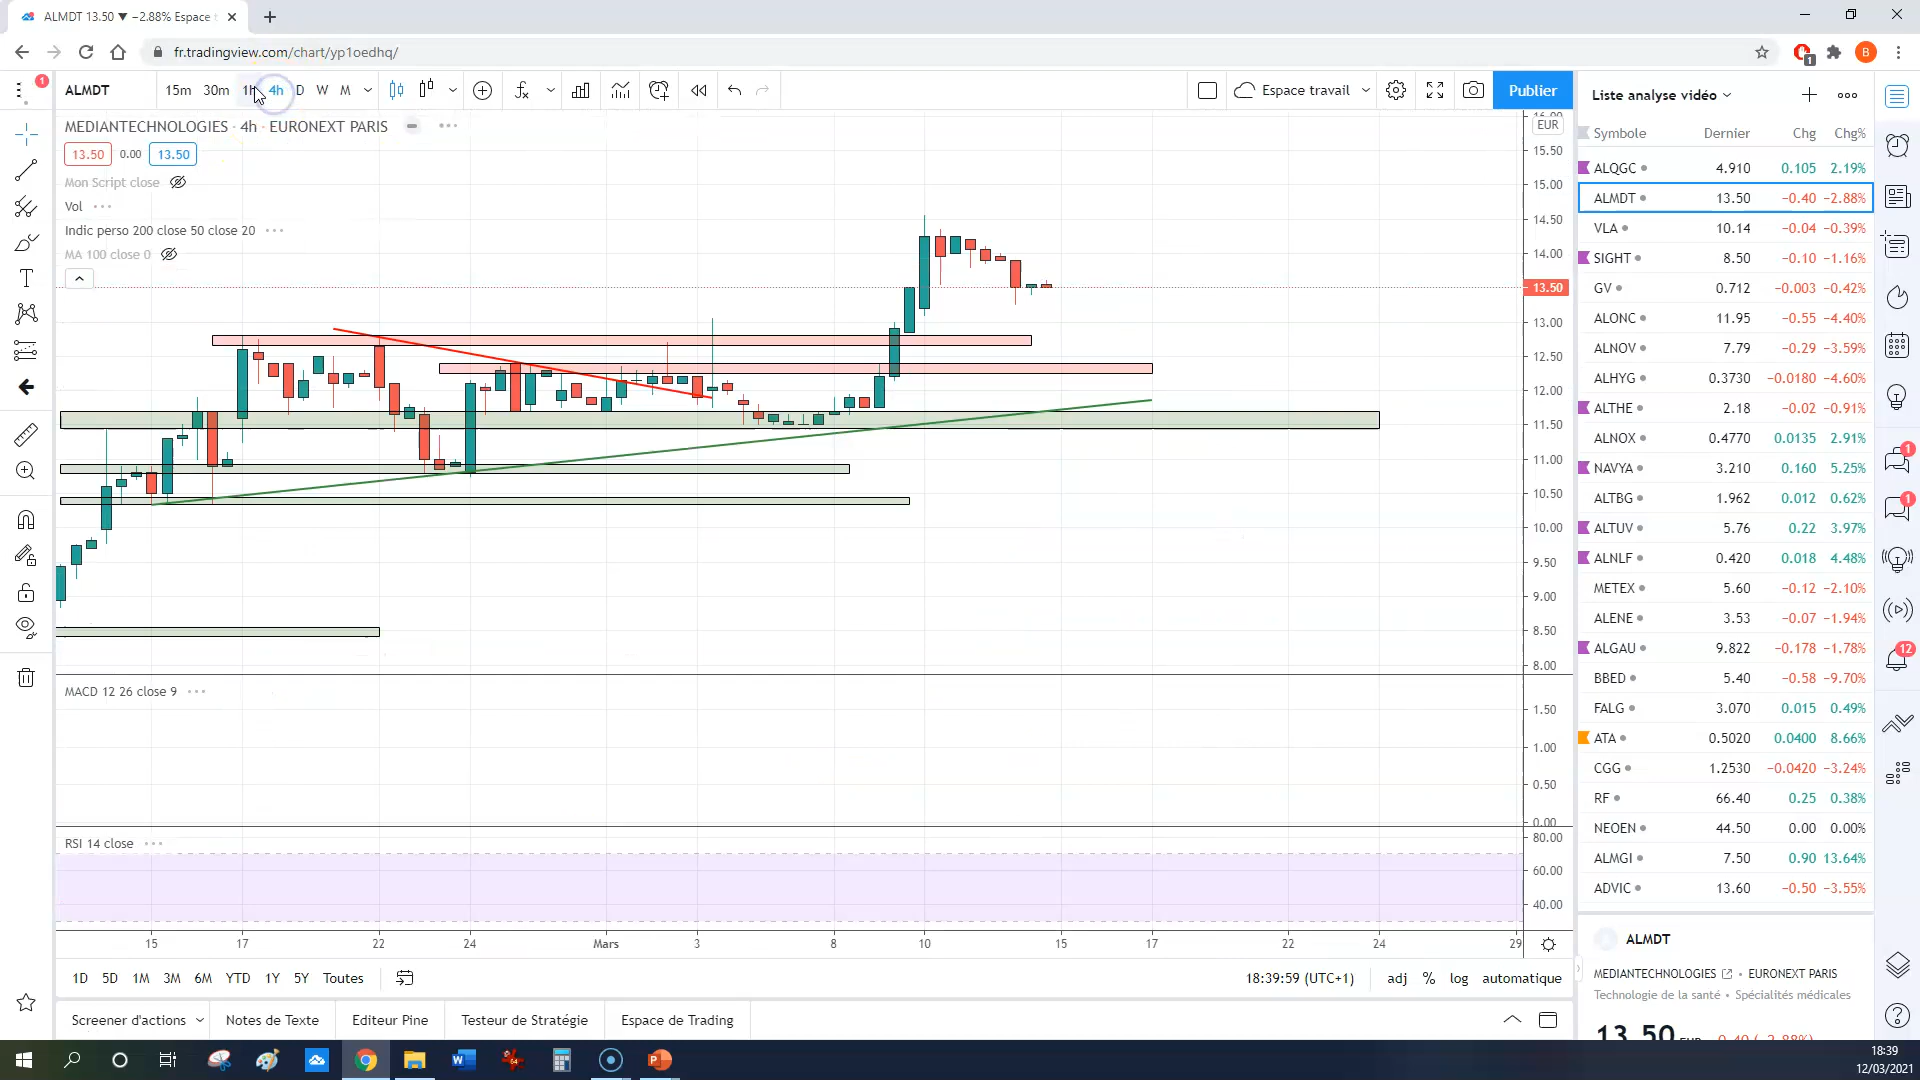 ALMDT 13.50 ▼ −2.88% Espace t
fr.tradingview.com/chart/yp1oedhq/
1
B
1
ALMDT
15m 30m 1h 4h D W M
Espace travail
Publier
MEDIANTECHNOLOGIES · 4h · EURONEXT PARIS
13.50 0.00 13.50
Mon Script close
Vol
Indic perso 200 close 50 close 20
MA 100 close 0
16.00
EUR
15.50
15.00
14.50
14.00
13.50
13.00
12.50
12.00
11.50
11.00
10.50
10.00
9.50
9.00
8.50
8.00
MACD 12 26 close 9
1.50
1.00
0.50
0.00
RSI 14 close
80.00
60.00
40.00
15 17 22 24 Mars 3 8 10 15 17 22 24 29
1D 5D 1M 3M 6M YTD 1Y 5Y Toutes
18:39:59 (UTC+1) adj % log automatique
Screener d'actions Notes de Texte Editeur Pine Testeur de Stratégie Espace de Trading
Liste analyse vidéo
Symbole Dernier Chg Chg%
ALQGC 4.910 0.105 2.19%
ALMDT 13.50 −0.40 −2.88%
VLA 10.14 −0.04 −0.39%
SIGHT 8.50 −0.10 −1.16%
GV 0.712 −0.003 −0.42%
ALONC 11.95 −0.55 −4.40%
ALNOV 7.79 −0.29 −3.59%
ALHYG 0.3730 −0.0180 −4.60%
ALTHE 2.18 −0.02 −0.91%
ALNOX 0.4770 0.0135 2.91%
NAVYA 3.210 0.160 5.25%
ALTBG 1.962 0.012 0.62%
ALTUV 5.76 0.22 3.97%
ALNLF 0.420 0.018 4.48%
METEX 5.60 −0.12 −2.10%
ALENE 3.53 −0.07 −1.94%
ALGAU 9.822 −0.178 −1.78%
BBED 5.40 −0.58 −9.70%
FALG 3.070 0.015 0.49%
ATA 0.5020 0.0400 8.66%
CGG 1.2530 −0.0420 −3.24%
RF 66.40 0.25 0.38%
NEOEN 44.50 0.00 0.00%
ALMGI 7.50 0.90 13.64%
ADVIC 13.60 −0.50 −3.55%
ALMDT
MEDIANTECHNOLOGIES • EURONEXT PARIS
Technologie de la santé • Spécialités médicales
13.50 EUR −0.40 (−2.88%)
1
1
12
18:39
12/03/2021